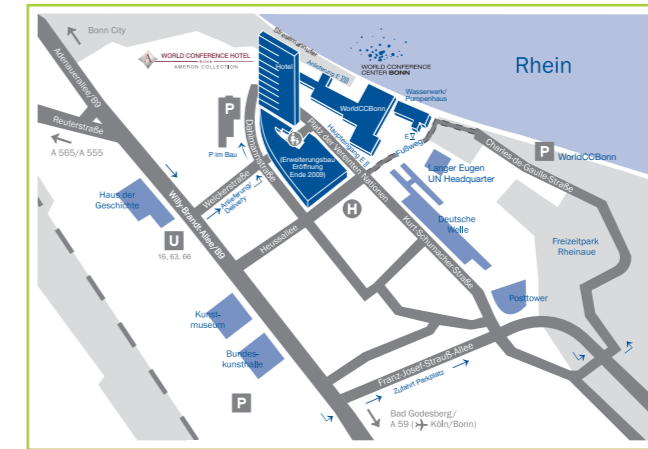 Bonn City
WORLD CONFERENCE HOTEL
BONN
AMERON COLLECTION
WORLD CONFERENCE
CENTER BONN
Rhein
Stresemannufer
Adenauerallee/B9
Reuterstraße
A 565/A 555
Hotel
Anlieferung E VIII
WorldCCBonn
Wasserwerk/
Pumpenhaus
Haupteingang E II
Platz der Vereinten Nationen
P
P im Bau
Dahlmannstraße
(Erweiterungsbau
Eröffnung
Ende 2009)
Fußweg
Charles-de-Gaulle-Straße
P
WorldCCBonn
Langer Eugen
UN Headquarter
Welckerstraße
Anlieferung/
Delivery
Haus der
Geschichte
Willy-Brandt-Allee/B9
H
Heussallee
Deutsche
Welle
Kurt-Schumacher-Straße
Freizeitpark
Rheinaue
U
16, 63, 66
Posttower
Kunst-
museum
Bundes-
kunsthalle
Franz-Josef-Strauß-Allee
Zufahrt Parkplatz
P
Bad Godesberg/
A 59 ( Köln/Bonn)